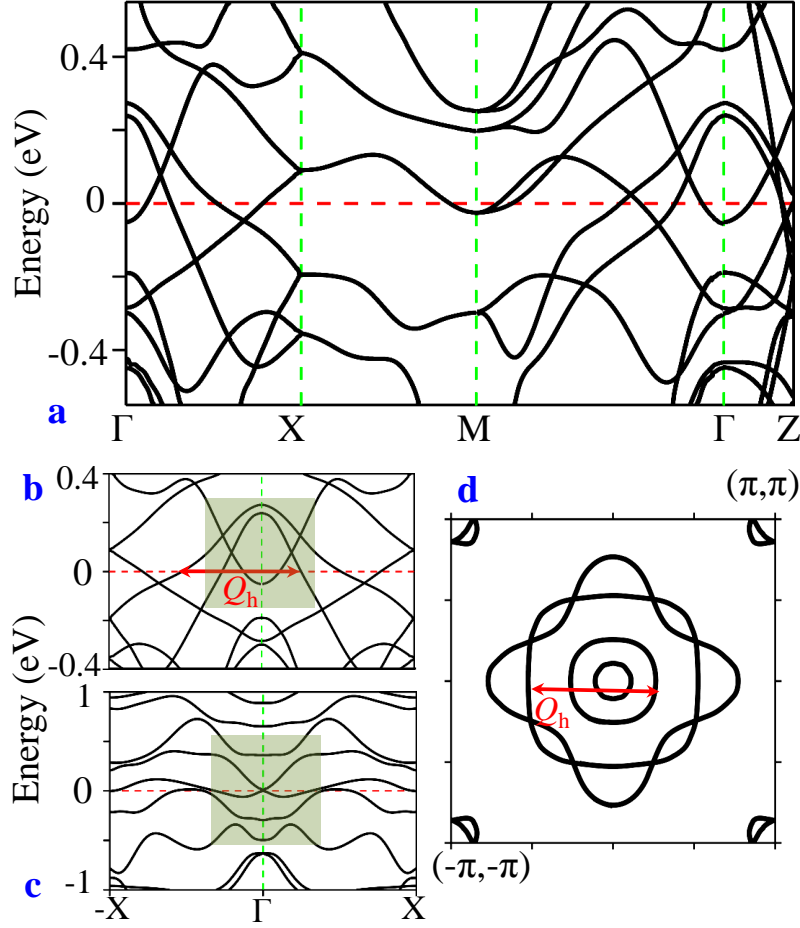 Energy (eV)
0.4
0
-0.4
a
Γ X M Γ Z
b
0.4
0
-0.4
Qh
Energy (eV)
1
0
-1
c
-X Γ X
d
(π,π)
Qh
(-π,-π)